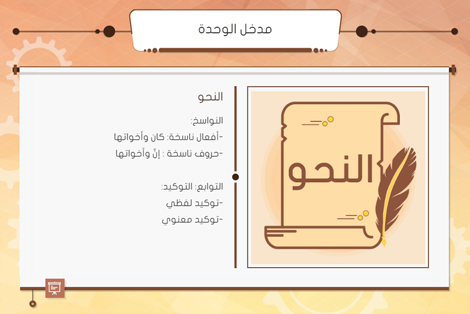 مدخل الوحدة
النحو
النواسخ:
-أفعال ناسخة: كان وأخواتها
-حروف ناسخة : إنَّ وأخواتها
التوابع: التوكيد:
-توكيد لفظي
-توكيد معنوي
النحو